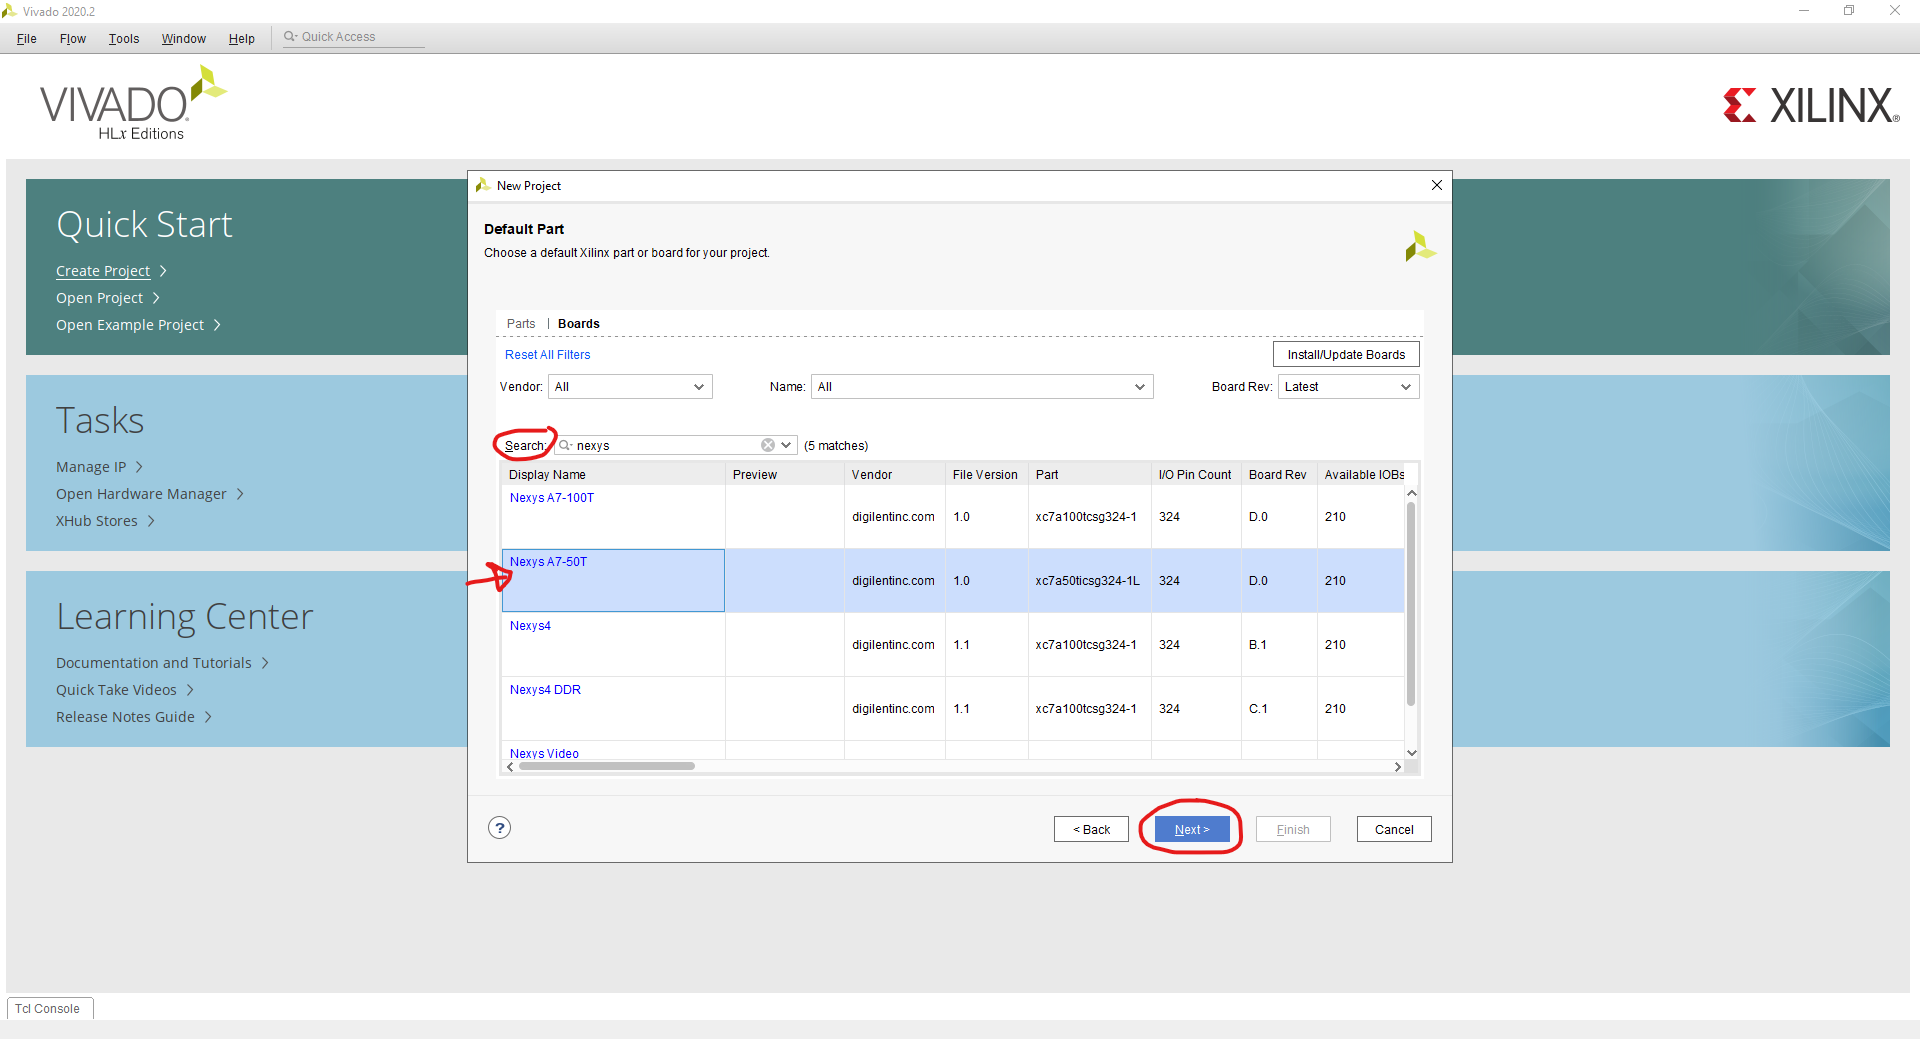 Vivado 2020.2
File Flow Tools Window Help Quick Access
VIVADO.
HLx Editions
XILINX®
Quick Start
Create Project
Open Project
Open Example Project
Tasks
Manage IP
Open Hardware Manager
XHub Stores
Learning Center
Documentation and Tutorials
Quick Take Videos
Release Notes Guide
New Project
Default Part
Choose a default Xilinx part or board for your project.
Parts | Boards
Reset All Filters
Install/Update Boards
Vendor: All Name: All Board Rev: Latest
Search: nexys (5 matches)
Display Name Preview Vendor File Version Part I/O Pin Count Board Rev Available IOBs
Nexys A7-100T
digilentinc.com 1.0 xc7a100tcsg324-1 324 D.0 210
Nexys A7-50T
digilentinc.com 1.0 xc7a50ticsg324-1L 324 D.0 210
Nexys4
digilentinc.com 1.1 xc7a100tcsg324-1 324 B.1 210
Nexys4 DDR
digilentinc.com 1.1 xc7a100tcsg324-1 324 C.1 210
Nexys Video
? < Back Next > Finish Cancel
Tcl Console